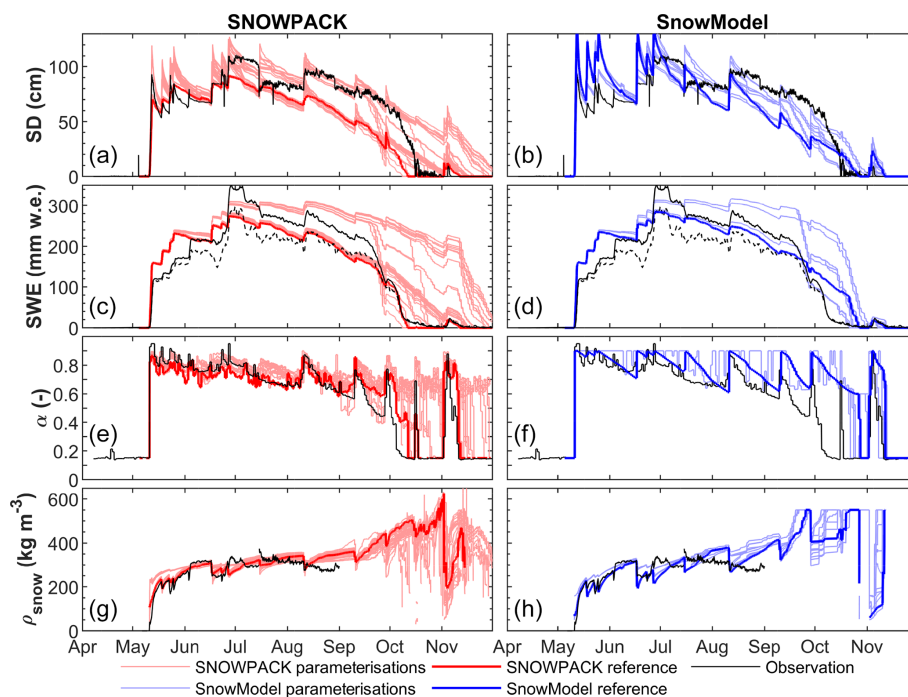 SNOWPACK SnowModel
SD (cm)
100
50
0
(a) (b)
SWE (mm w.e.)
300
200
100
0
(c) (d)
α (-)
0.8
0.6
0.4
0.2
0
(e) (f)
ρsnow (kg m⁻³)
600
400
200
0
(g) (h)
Apr May Jun Jul Aug Sep Oct Nov Apr May Jun Jul Aug Sep Oct Nov
SNOWPACK parameterisations SNOWPACK reference Observation
SnowModel parameterisations SnowModel reference